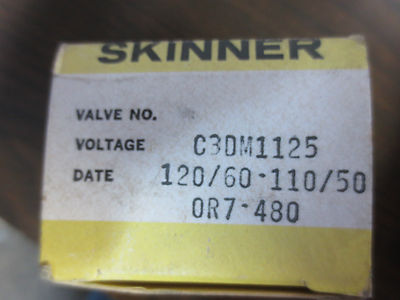 SKINNER
VALVE NO.
VOLTAGE C3DM1125
DATE 120/60-110/50
0R7-480